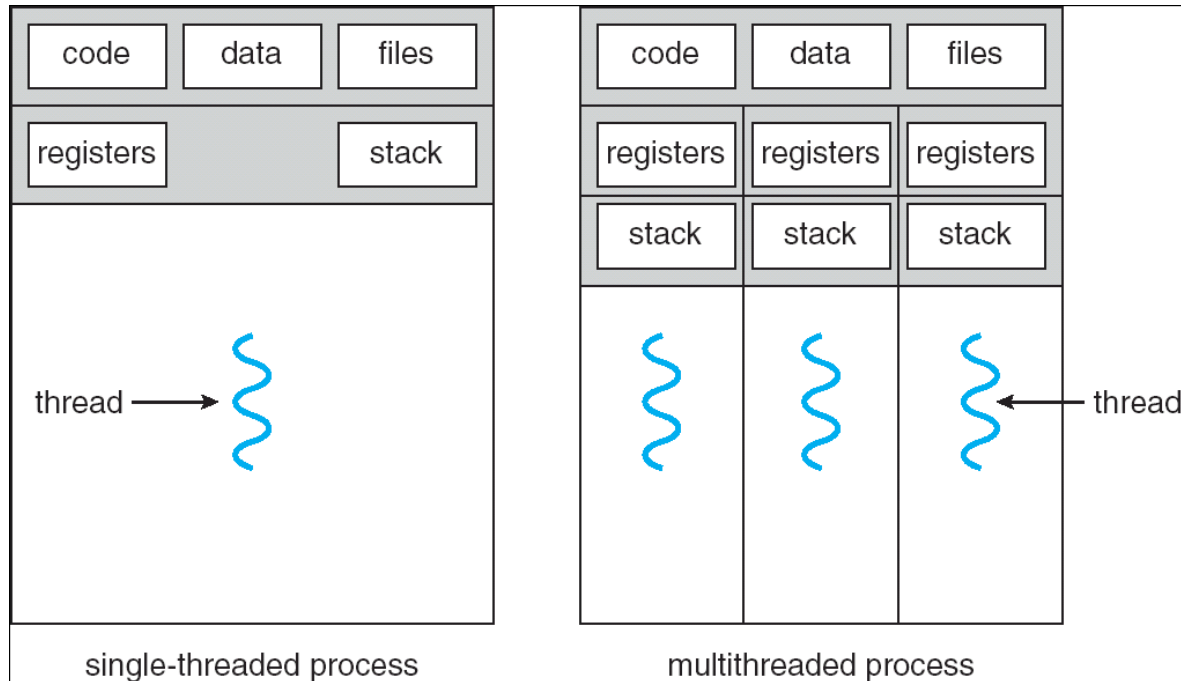 code data files code data files
registers stack registers registers registers
stack stack stack
thread thread
single-threaded process multithreaded process